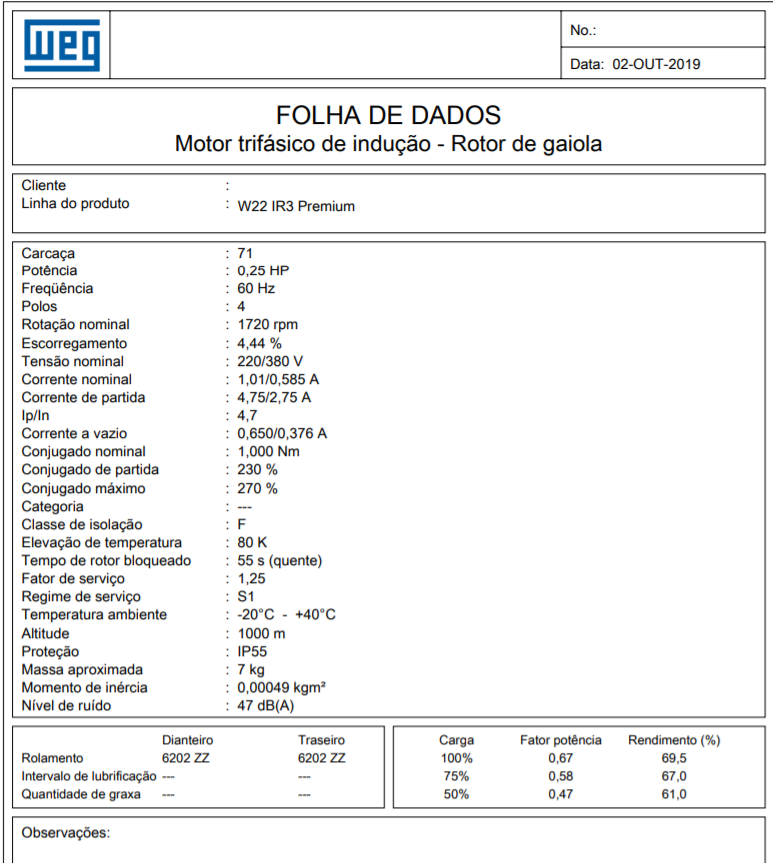 WEG
No.:
Data: 02-OUT-2019
FOLHA DE DADOS
Motor trifásico de indução - Rotor de gaiola
Cliente :
Linha do produto : W22 IR3 Premium
Carcaça : 71
Potência : 0,25 HP
Freqüência : 60 Hz
Polos : 4
Rotação nominal : 1720 rpm
Escorregamento : 4,44 %
Tensão nominal : 220/380 V
Corrente nominal : 1,01/0,585 A
Corrente de partida : 4,75/2,75 A
Ip/In : 4,7
Corrente a vazio : 0,650/0,376 A
Conjugado nominal : 1,000 Nm
Conjugado de partida : 230 %
Conjugado máximo : 270 %
Categoria : ---
Classe de isolação : F
Elevação de temperatura : 80 K
Tempo de rotor bloqueado : 55 s (quente)
Fator de serviço : 1,25
Regime de serviço : S1
Temperatura ambiente : -20°C - +40°C
Altitude : 1000 m
Proteção : IP55
Massa aproximada : 7 kg
Momento de inércia : 0,00049 kgm²
Nível de ruído : 47 dB(A)
Dianteiro Traseiro
Rolamento 6202 ZZ 6202 ZZ
Intervalo de lubrificação --- ---
Quantidade de graxa --- ---
Carga Fator potência Rendimento (%)
100% 0,67 69,5
75% 0,58 67,0
50% 0,47 61,0
Observações: